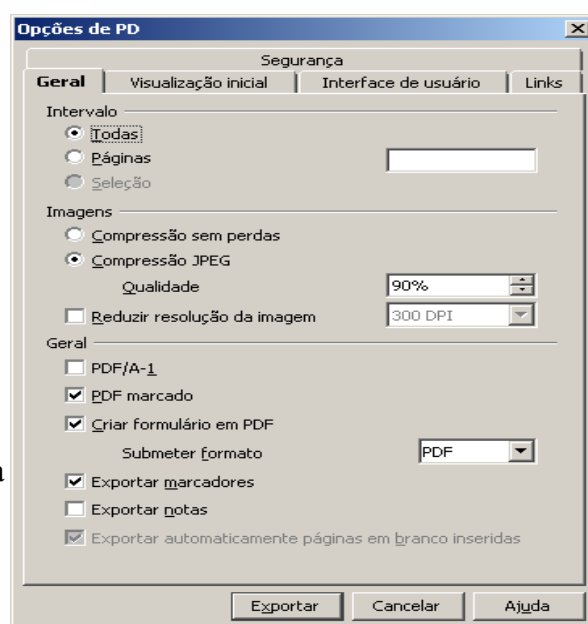 Opções de PD
Segurança
Geral Visualização inicial Interface de usuário Links
Intervalo
Todas
Páginas
Seleção
Imagens
Compressão sem perdas
Compressão JPEG
Qualidade 90%
Reduzir resolução da imagem 300 DPI
Geral
PDF/A-1
PDF marcado
Criar formulário em PDF
Submeter formato PDF
Exportar marcadores
a
Exportar notas
Exportar automaticamente páginas em branco inseridas
Exportar Cancelar Ajuda